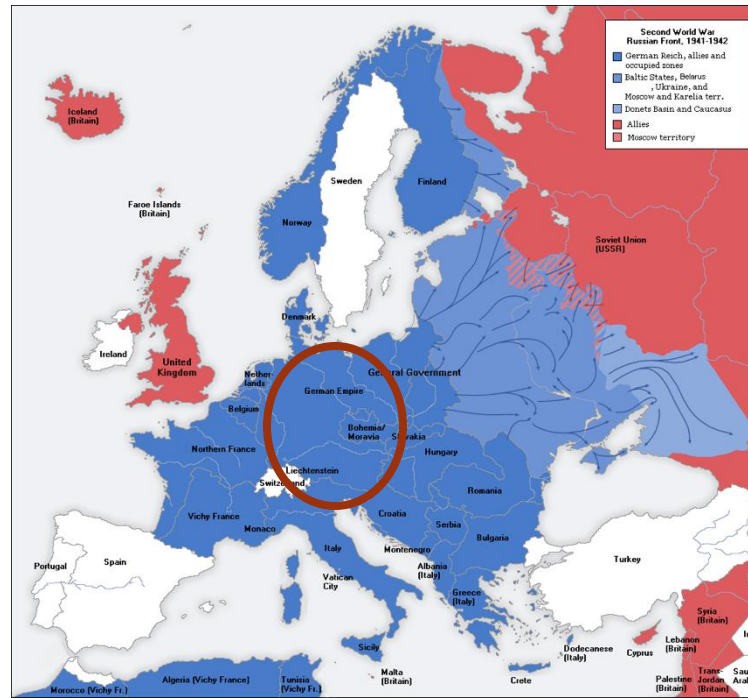 Second World War
Russian Front, 1941-1942
German Reich, allies and
occupied zones
Baltic States, Belarus
, Ukraine, and
Moscow and Karelia terr.
Donets Basin and Caucasus
Allies
Moscow territory
Iceland
(Britain)
Faroe Islands
(Britain)
Sweden
Finland
Norway
Soviet Union
(USSR)
Denmark
Ireland
United
Kingdom
Nether-
lands
General Government
German Empire
Belgium
Bohemia/
Moravia
Slovakia
Northern France
Hungary
Liechtenstein
Switzerland
Romania
Vichy France
Croatia
Serbia
Monaco
Bulgaria
Italy
Montenegro
Portugal
Spain
Turkey
Albania
(Italy)
Vatican
City
Greece
(Italy)
Syria
(Britain)
Sicily
Dodecanese
(Italy)
Cyprus
Lebanon
(Britain)
Malta
(Britain)
Crete
Palestine
(Britain)
Trans-
Jordan
(Britain)
Sau
Arab
Morocco (Vichy Fr.)
Algeria (Vichy France)
Tunisia
(Vichy Fr.)